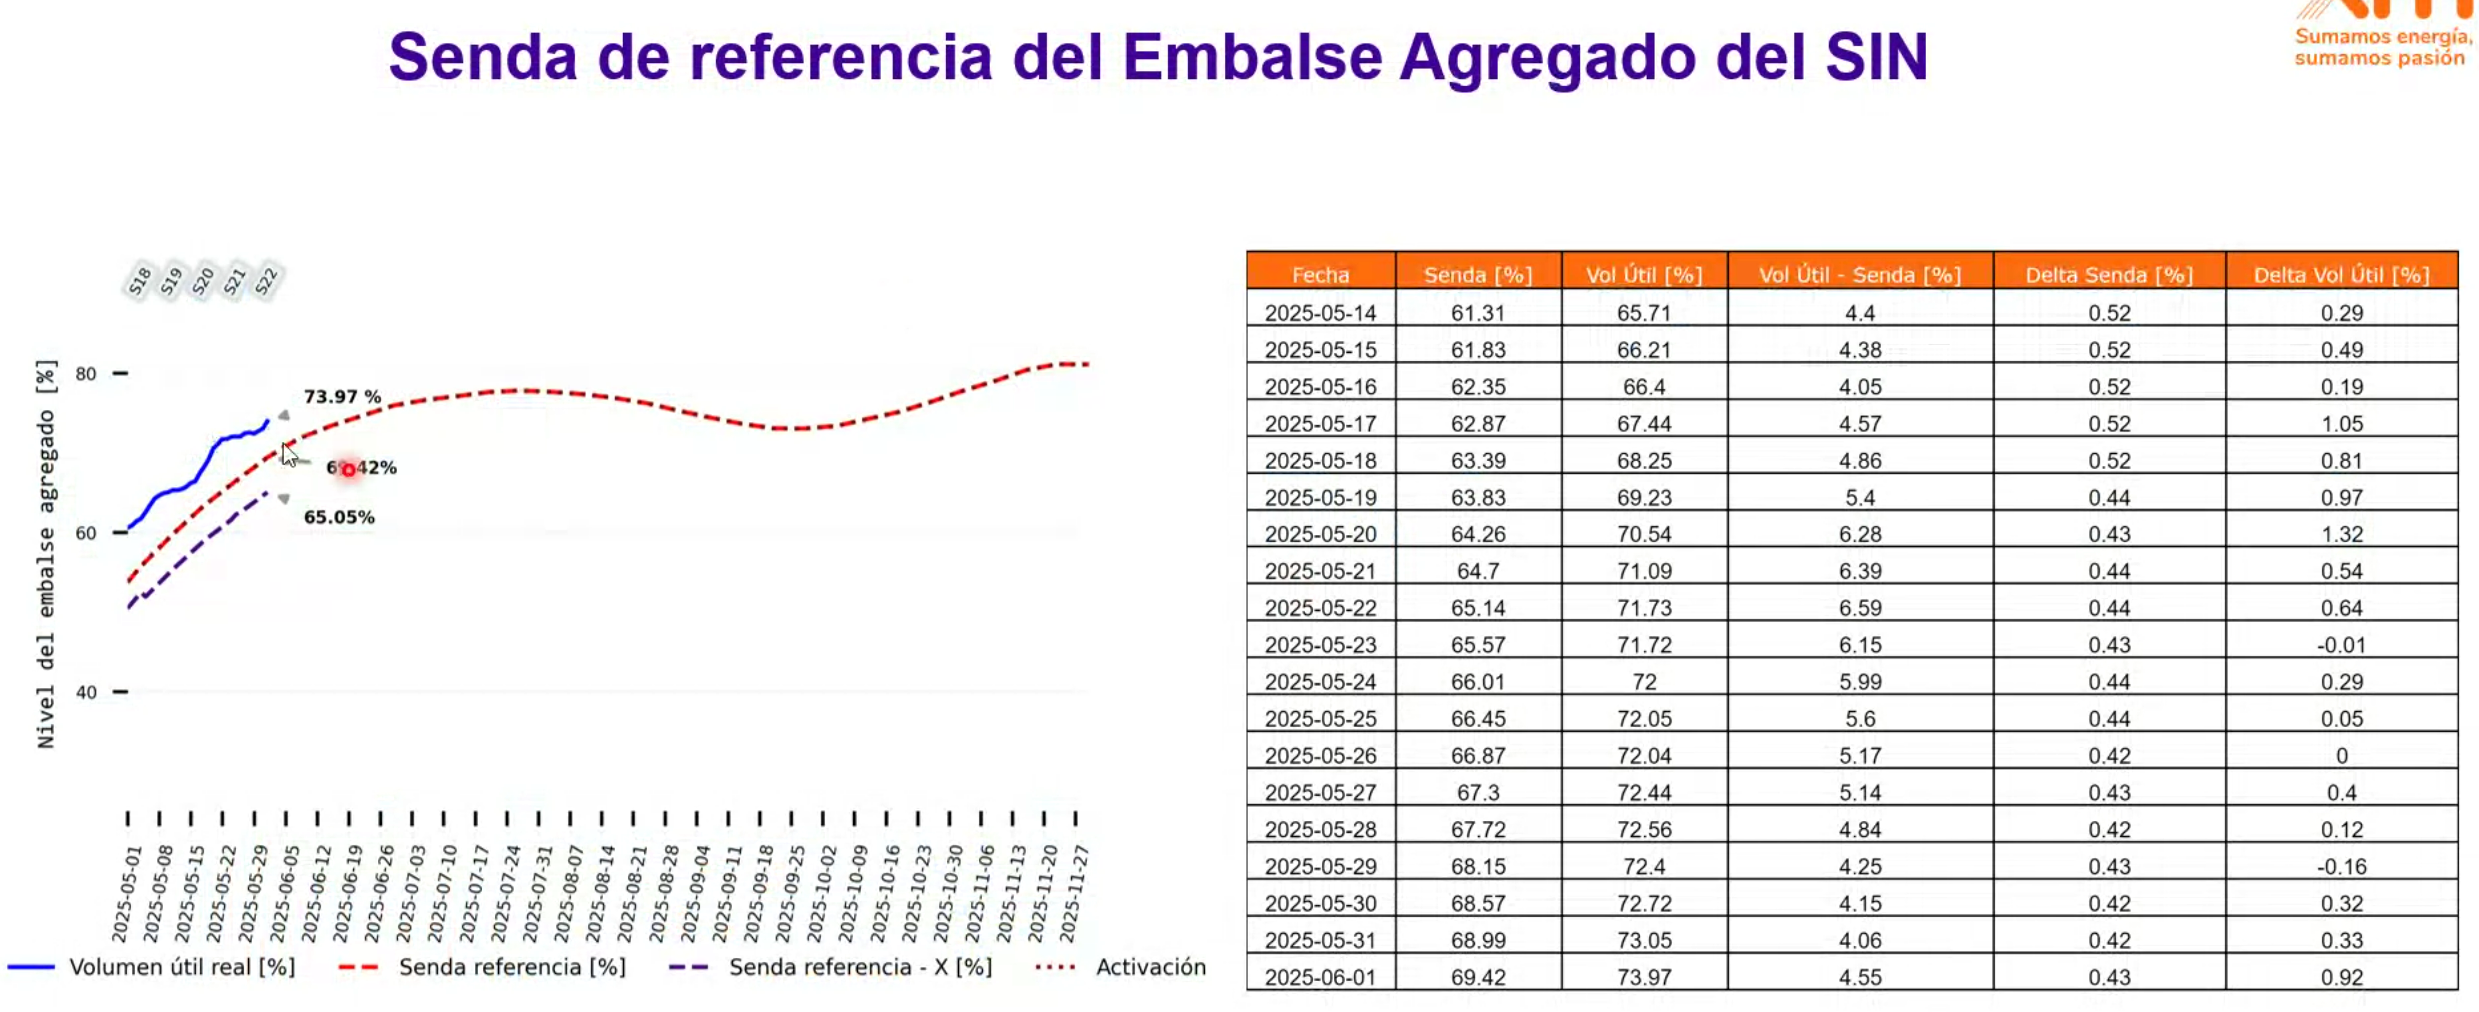 Senda de referencia del Embalse Agregado del SIN
Sumamos energía,
sumamos pasión
S18 S19 S20 S21 S22
Nivel del embalse agregado [%]
80
60
40
73.97 %
42%
65.05%
2025-05-01 2025-05-08 2025-05-15 2025-05-22 2025-05-29 2025-06-05 2025-06-12 2025-06-19 2025-06-26 2025-07-03 2025-07-10 2025-07-17 2025-07-24 2025-07-31 2025-08-07 2025-08-14 2025-08-21 2025-08-28 2025-09-04 2025-09-11 2025-09-18 2025-09-25 2025-10-02 2025-10-09 2025-10-16 2025-10-23 2025-10-30 2025-11-06 2025-11-13 2025-11-20 2025-11-27
Volumen útil real [%] Senda referencia [%] Senda referencia - X [%] Activación
Fecha Senda [%] Vol Útil [%] Vol Útil - Senda [%] Delta Senda [%] Delta Vol Útil [%]
2025-05-14 61.31 65.71 4.4 0.52 0.29
2025-05-15 61.83 66.21 4.38 0.52 0.49
2025-05-16 62.35 66.4 4.05 0.52 0.19
2025-05-17 62.87 67.44 4.57 0.52 1.05
2025-05-18 63.39 68.25 4.86 0.52 0.81
2025-05-19 63.83 69.23 5.4 0.44 0.97
2025-05-20 64.26 70.54 6.28 0.43 1.32
2025-05-21 64.7 71.09 6.39 0.44 0.54
2025-05-22 65.14 71.73 6.59 0.44 0.64
2025-05-23 65.57 71.72 6.15 0.43 -0.01
2025-05-24 66.01 72 5.99 0.44 0.29
2025-05-25 66.45 72.05 5.6 0.44 0.05
2025-05-26 66.87 72.04 5.17 0.42 0
2025-05-27 67.3 72.44 5.14 0.43 0.4
2025-05-28 67.72 72.56 4.84 0.42 0.12
2025-05-29 68.15 72.4 4.25 0.43 -0.16
2025-05-30 68.57 72.72 4.15 0.42 0.32
2025-05-31 68.99 73.05 4.06 0.42 0.33
2025-06-01 69.42 73.97 4.55 0.43 0.92